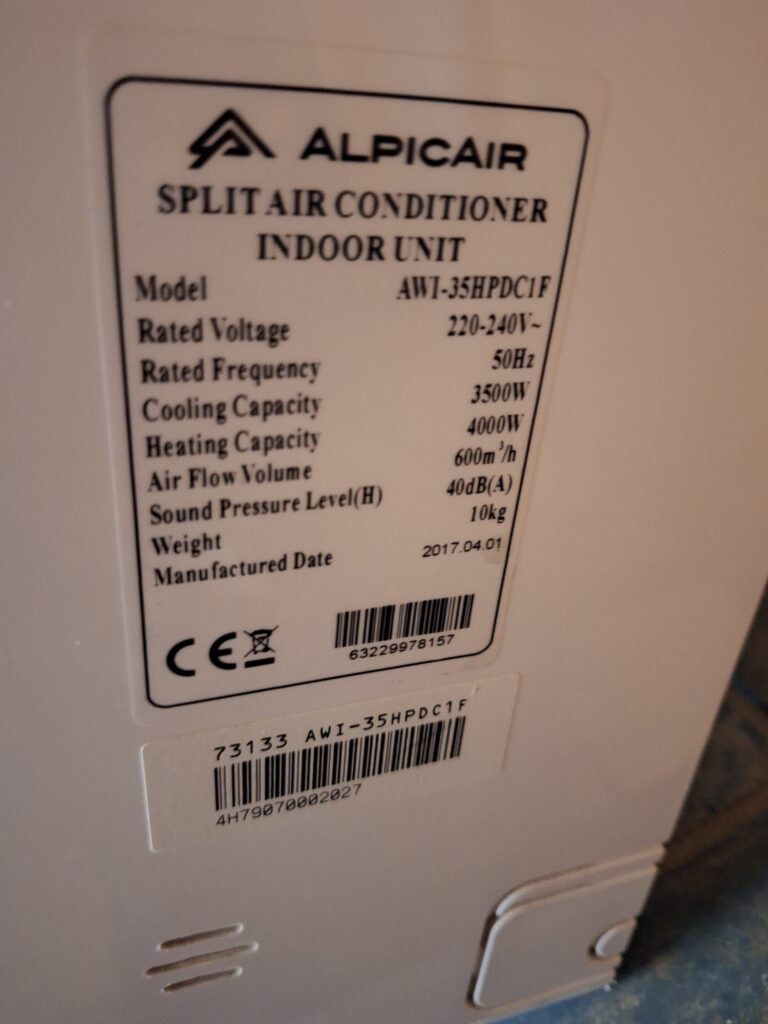 ALPICAIR
SPLIT AIR CONDITIONER
INDOOR UNIT
Model AWI-35HPDC1F
Rated Voltage 220-240V~
Rated Frequency 50Hz
Cooling Capacity 3500W
Heating Capacity 4000W
Air Flow Volume 600m³/h
Sound Pressure Level(H) 40dB(A)
Weight 10kg
Manufactured Date 2017.04.01
CE
63229978157
73133 AWI-35HPDC1F
4H79070002027